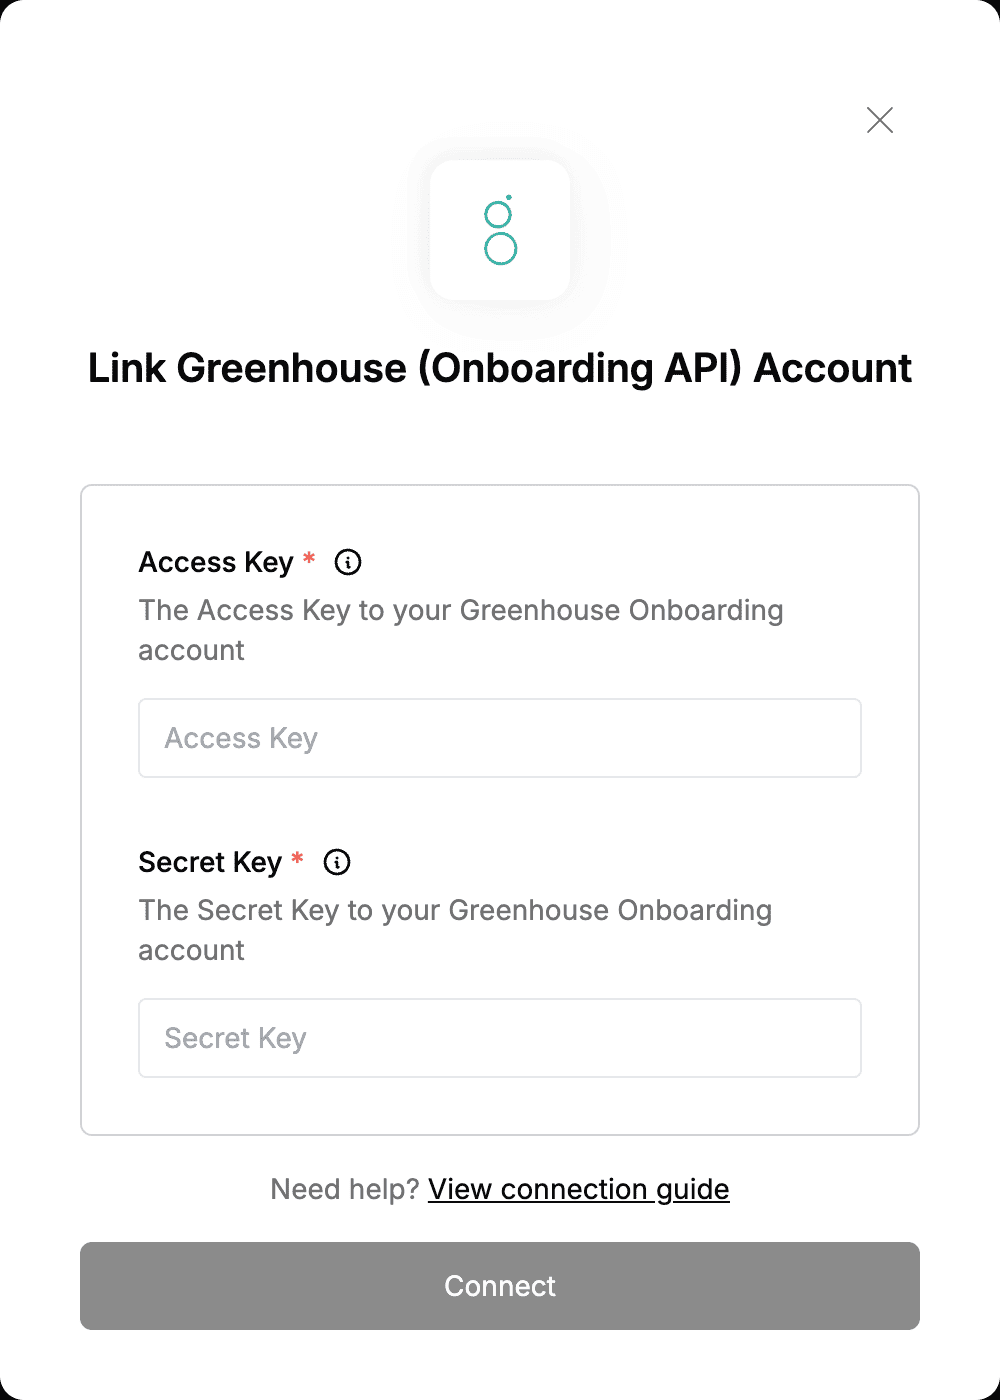 Link Greenhouse (Onboarding API) Account
Access Key *
The Access Key to your Greenhouse Onboarding
account
Access Key
Secret Key *
The Secret Key to your Greenhouse Onboarding
account
Secret Key
Need help? View connection guide
Connect